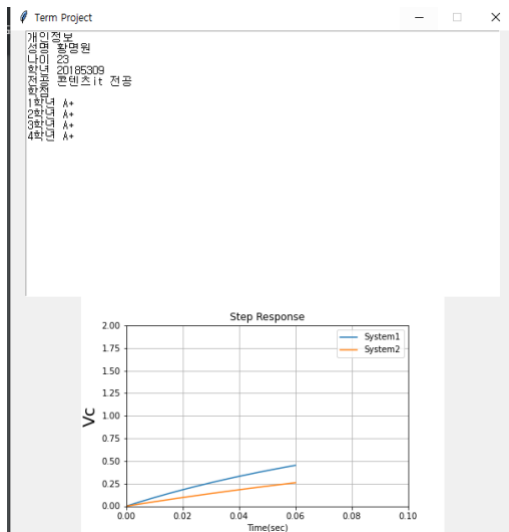 Term Project
개인정보
성명 황명원
나이 23
학년 20185309
전공 콘텐츠it 전공
학점
1학년 A+
2학년 A+
3학년 A+
4학년 A+
Step Response
System1
System2
2.00
1.75
1.50
1.25
1.00
0.75
0.50
0.25
0.00
Vc
0.00 0.02 0.04 0.06 0.08 0.10
Time(sec)